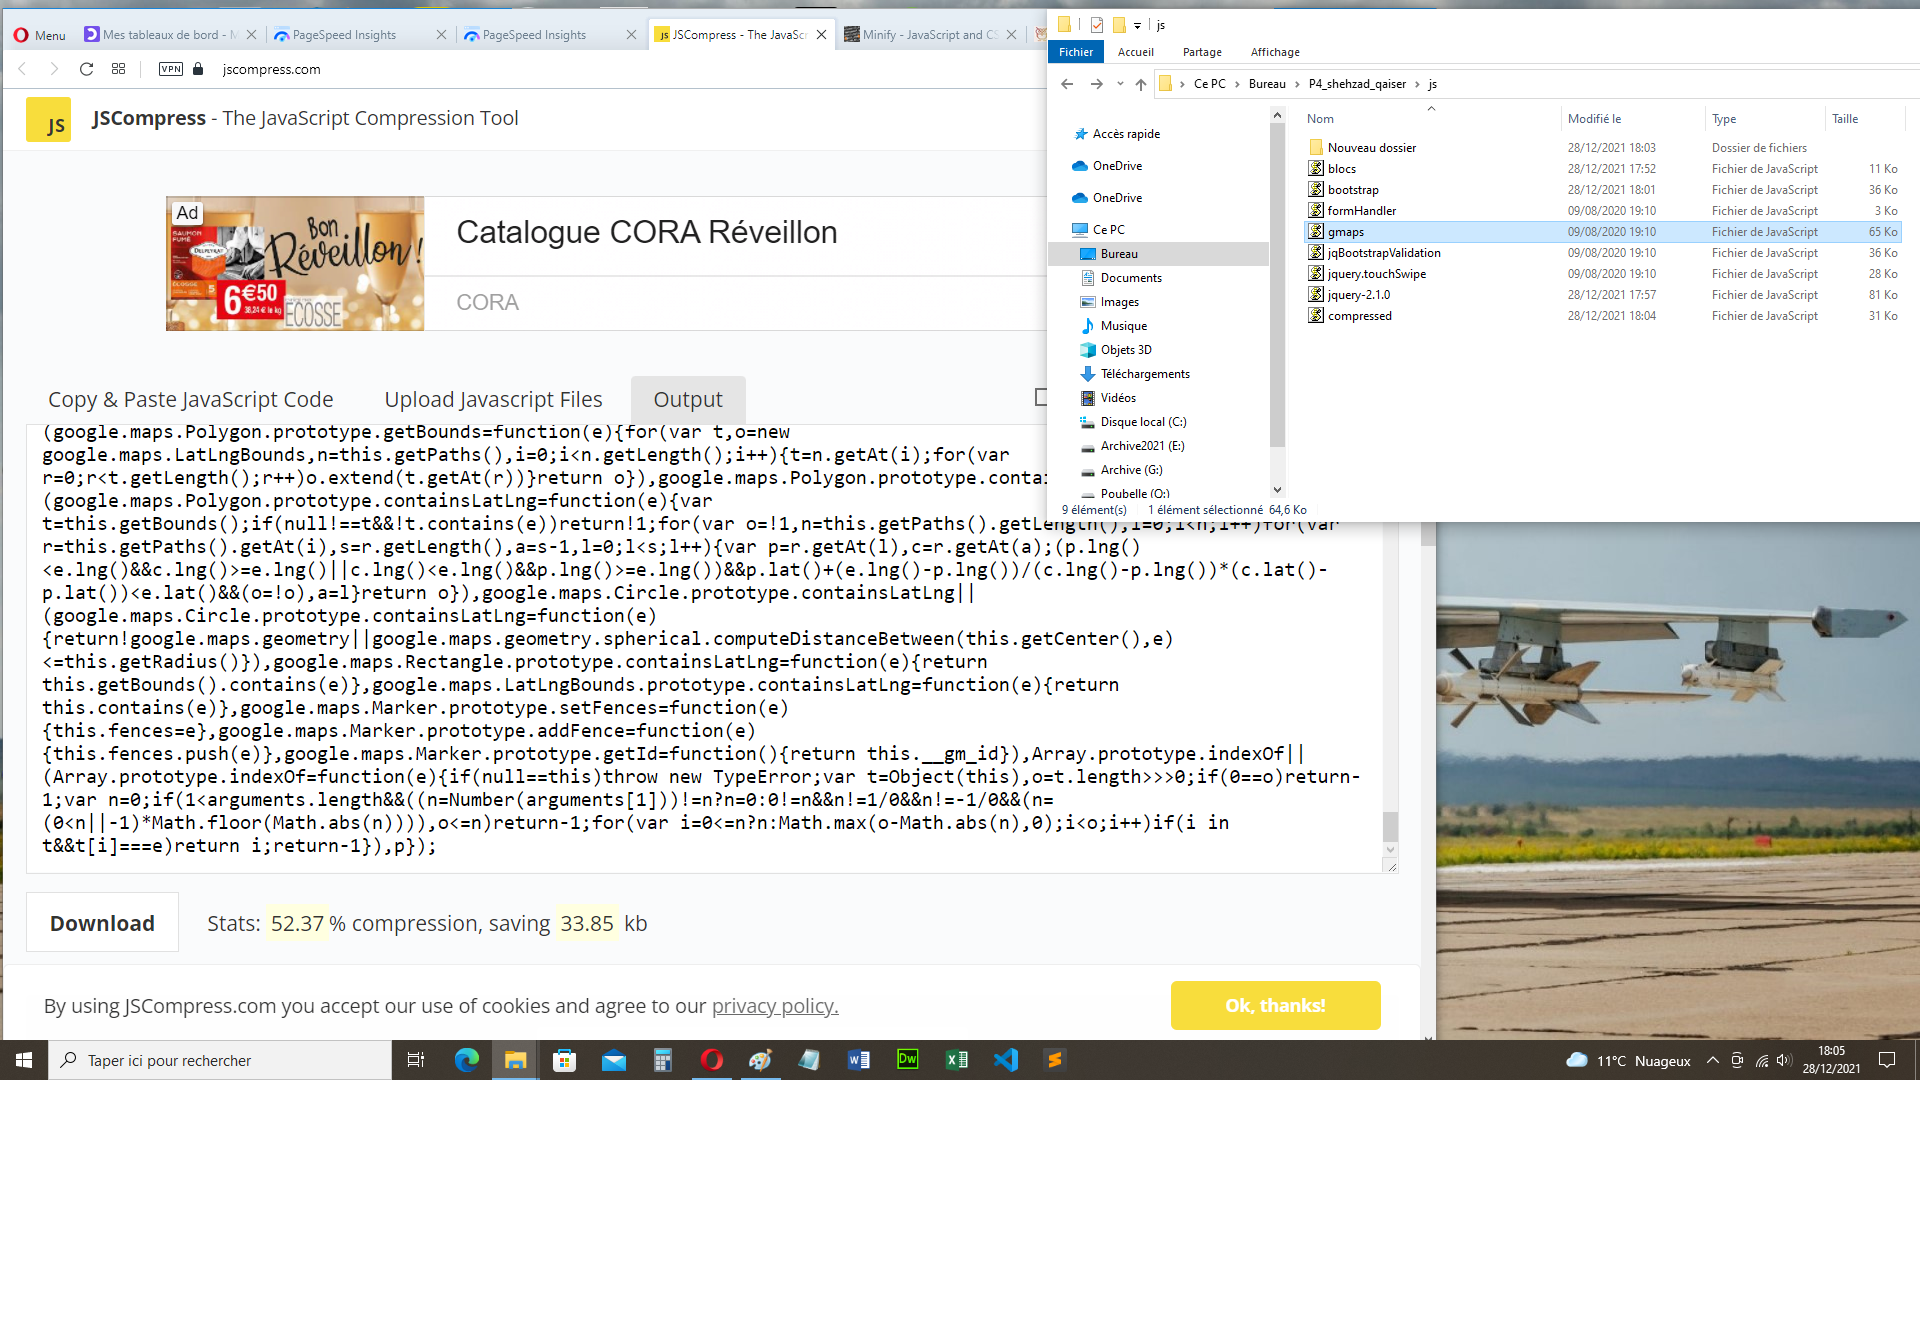 Menu
Mes tableaux de bord - M
PageSpeed Insights
PageSpeed Insights
JS JSCompress - The JavaScr
Minify - JavaScript and CS
VPN jscompress.com
JS JSCompress - The JavaScript Compression Tool
Ad
Bon
Réveillon !
SAUMON
FUMÉ
DELPEYRAT
ÉCOSSE
5
6€50
38,24 € le kg
ÉCOSSE
Catalogue CORA Réveillon
CORA
Copy & Paste JavaScript Code
Upload Javascript Files
Output
(google.maps.Polygon.prototype.getBounds=function(e){for(var t,o=new
google.maps.LatLngBounds,n=this.getPaths(),i=0;i<n.getLength();i++){t=n.getAt(i);for(var
r=0;r<t.getLength();r++)o.extend(t.getAt(r))}return o}),google.maps.Polygon.prototype.conta
(google.maps.Polygon.prototype.containsLatLng=function(e){var
t=this.getBounds();if(null!==t&&!t.contains(e))return!1;for(var o=!1,n=this.getPaths().getLength(),i=0;i<n;i++)for(var
r=this.getPaths().getAt(i),s=r.getLength(),a=s-1,l=0;l<s;l++){var p=r.getAt(l),c=r.getAt(a);(p.lng()
<e.lng()&&c.lng()>=e.lng()||c.lng()<e.lng()&&p.lng()>=e.lng())&&p.lat()+(e.lng()-p.lng())/(c.lng()-p.lng())*(c.lat()-
p.lat())<e.lat()&&(o=!o),a=l}return o}),google.maps.Circle.prototype.containsLatLng||
(google.maps.Circle.prototype.containsLatLng=function(e)
{return!google.maps.geometry||google.maps.geometry.spherical.computeDistanceBetween(this.getCenter(),e)
<=this.getRadius()}),google.maps.Rectangle.prototype.containsLatLng=function(e){return
this.getBounds().contains(e)},google.maps.LatLngBounds.prototype.containsLatLng=function(e){return
this.contains(e)},google.maps.Marker.prototype.setFences=function(e)
{this.fences=e},google.maps.Marker.prototype.addFence=function(e)
{this.fences.push(e)},google.maps.Marker.prototype.getId=function(){return this.__gm_id}),Array.prototype.indexOf||
(Array.prototype.indexOf=function(e){if(null==this)throw new TypeError;var t=Object(this),o=t.length>>>0;if(0==o)return-
1;var n=0;if(1<arguments.length&&((n=Number(arguments[1]))!=n?n=0:0!=n&&n!=1/0&&n!=-1/0&&(n=
(0<n||-1)*Math.floor(Math.abs(n)))),o<=n)return-1;for(var i=0<=n?n:Math.max(o-Math.abs(n),0);i<o;i++)if(i in
t&&t[i]===e)return i;return-1}),p});
Download
Stats: 52.37 % compression, saving 33.85 kb
By using JSCompress.com you accept our use of cookies and agree to our privacy policy.
Ok, thanks!
js
Fichier Accueil Partage Affichage
Ce PC > Bureau > P4_shehzad_qaiser > js
Accès rapide
OneDrive
OneDrive
Ce PC
Bureau
Documents
Images
Musique
Objets 3D
Téléchargements
Vidéos
Disque local (C:)
Archive2021 (E:)
Archive (G:)
Poubelle (O:)
Nom Modifié le Type Taille
Nouveau dossier 28/12/2021 18:03 Dossier de fichiers
blocs 28/12/2021 17:52 Fichier de JavaScript 11 Ko
bootstrap 28/12/2021 18:01 Fichier de JavaScript 36 Ko
formHandler 09/08/2020 19:10 Fichier de JavaScript 3 Ko
gmaps 09/08/2020 19:10 Fichier de JavaScript 65 Ko
jqBootstrapValidation 09/08/2020 19:10 Fichier de JavaScript 36 Ko
jquery.touchSwipe 09/08/2020 19:10 Fichier de JavaScript 28 Ko
jquery-2.1.0 28/12/2021 17:57 Fichier de JavaScript 81 Ko
compressed 28/12/2021 18:04 Fichier de JavaScript 31 Ko
9 élément(s) 1 élément sélectionné 64,6 Ko
Taper ici pour rechercher
Dw
11°C Nuageux
18:05
28/12/2021